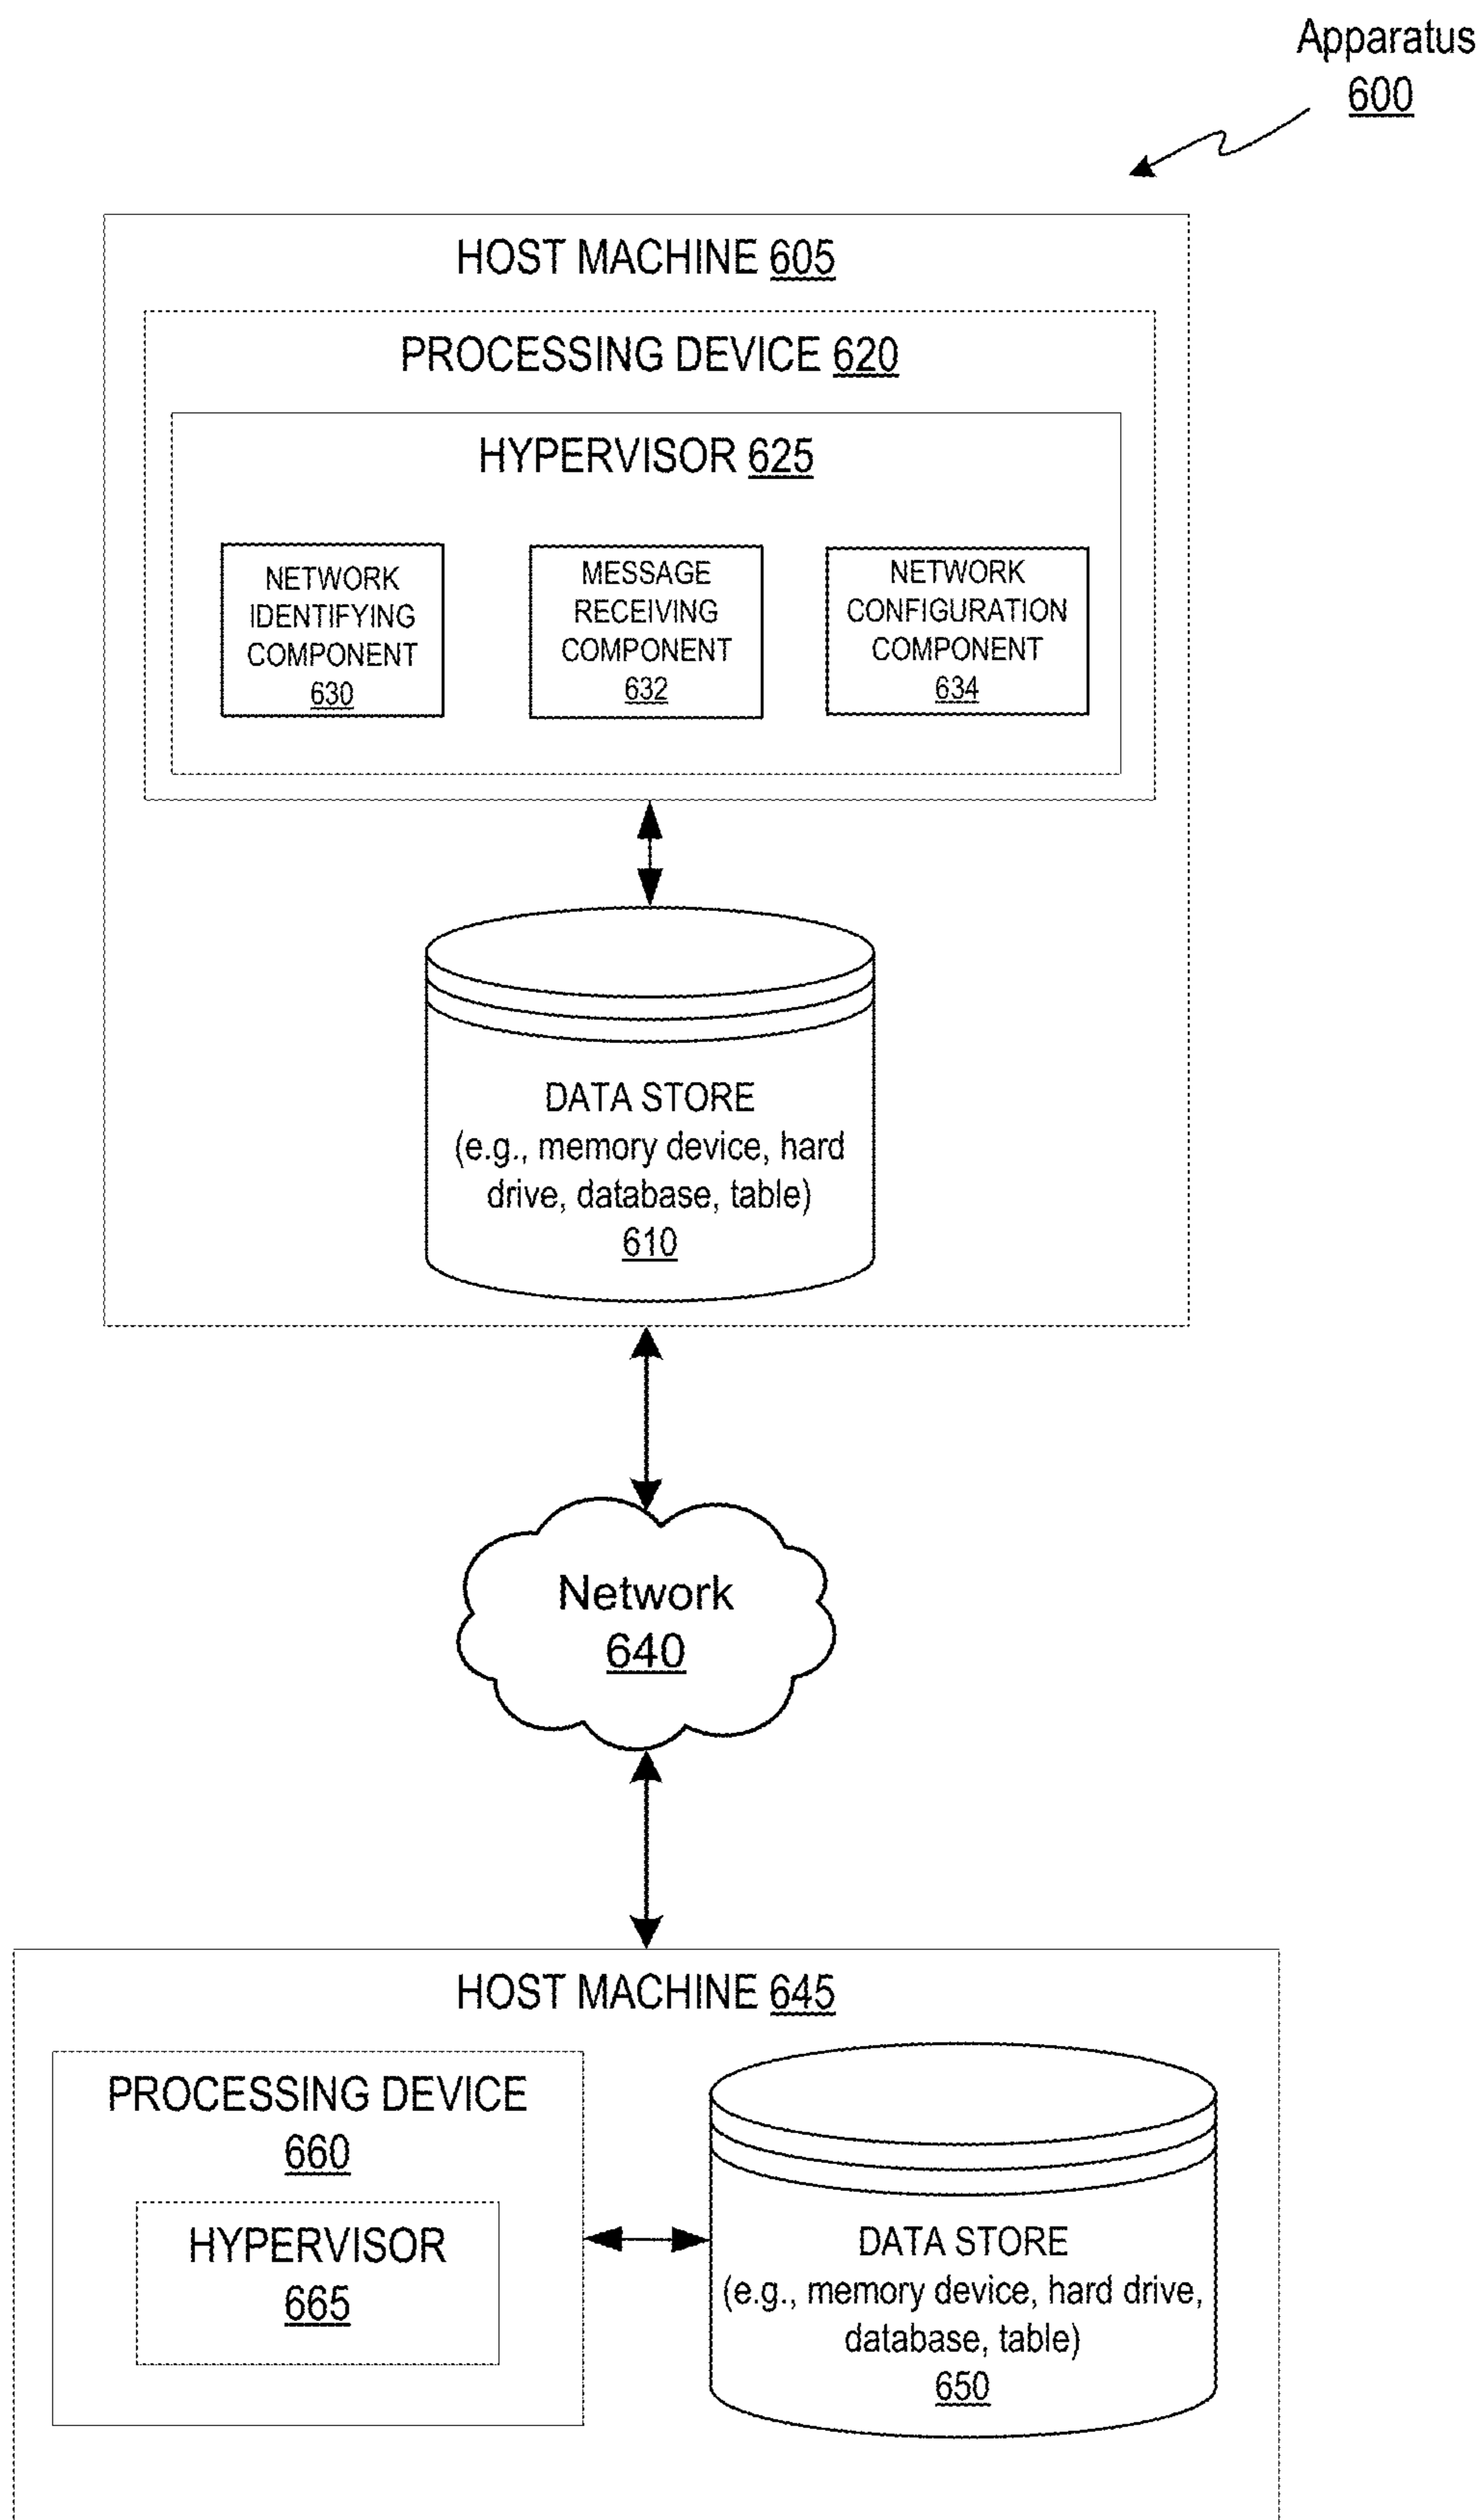 Apparatus
600
HOST MACHINE 605
PROCESSING DEVICE 620
HYPERVISOR 625
NETWORK
IDENTIFYING
COMPONENT
630
MESSAGE
RECEIVING
COMPONENT
632
NETWORK
CONFIGURATION
COMPONENT
634
DATA STORE
(e.g., memory device, hard
drive, database, table)
610
Network
640
HOST MACHINE 645
PROCESSING DEVICE
660
HYPERVISOR
665
DATA STORE
(e.g., memory device, hard drive,
database, table)
650